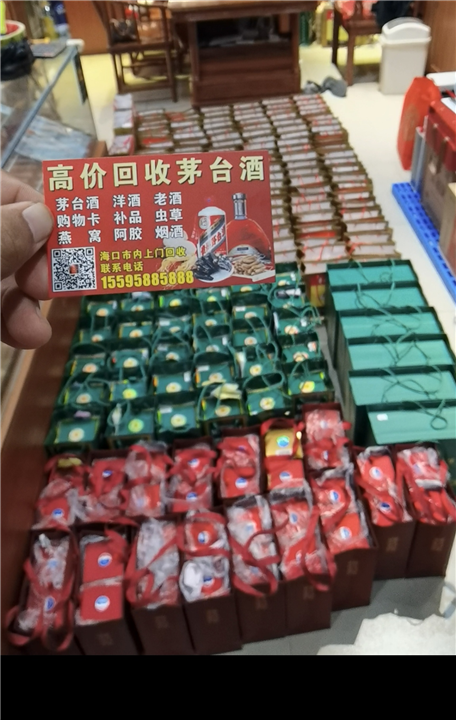 高价回收茅台酒
茅台酒 洋酒 老酒
购物卡 补品 虫草
燕窝 阿胶 烟酒
海口市内上门回收
联系电话
15595885888